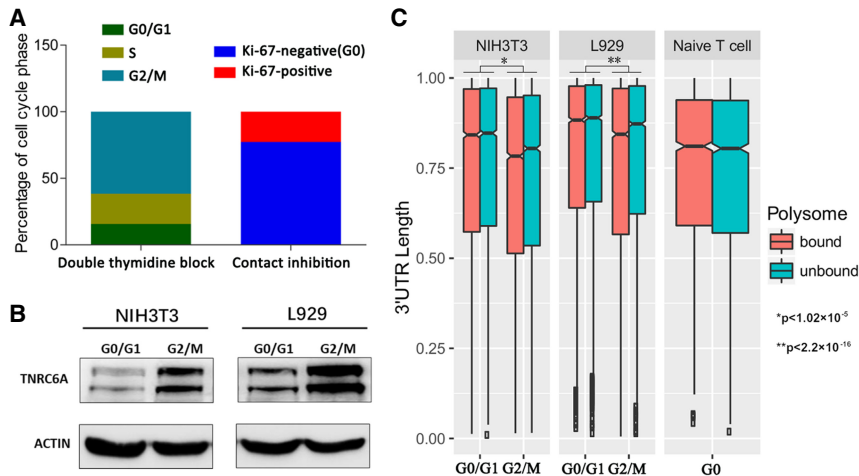 A
Percentage of cell cycle phase
G0/G1
S
G2/M
Ki-67-negative(G0)
Ki-67-positive
150
100
50
0
Double thymidine block
Contact inhibition
B
NIH3T3
L929
G0/G1
G2/M
G0/G1
G2/M
TNRC6A
ACTIN
C
NIH3T3
L929
Naive T cell
*
**
3'UTR Length
1.00
0.75
0.50
0.25
0.00
G0/G1
G2/M
G0/G1
G2/M
G0
Polysome
bound
unbound
*p<1.02×10⁻⁵
**p<2.2×10⁻¹⁶